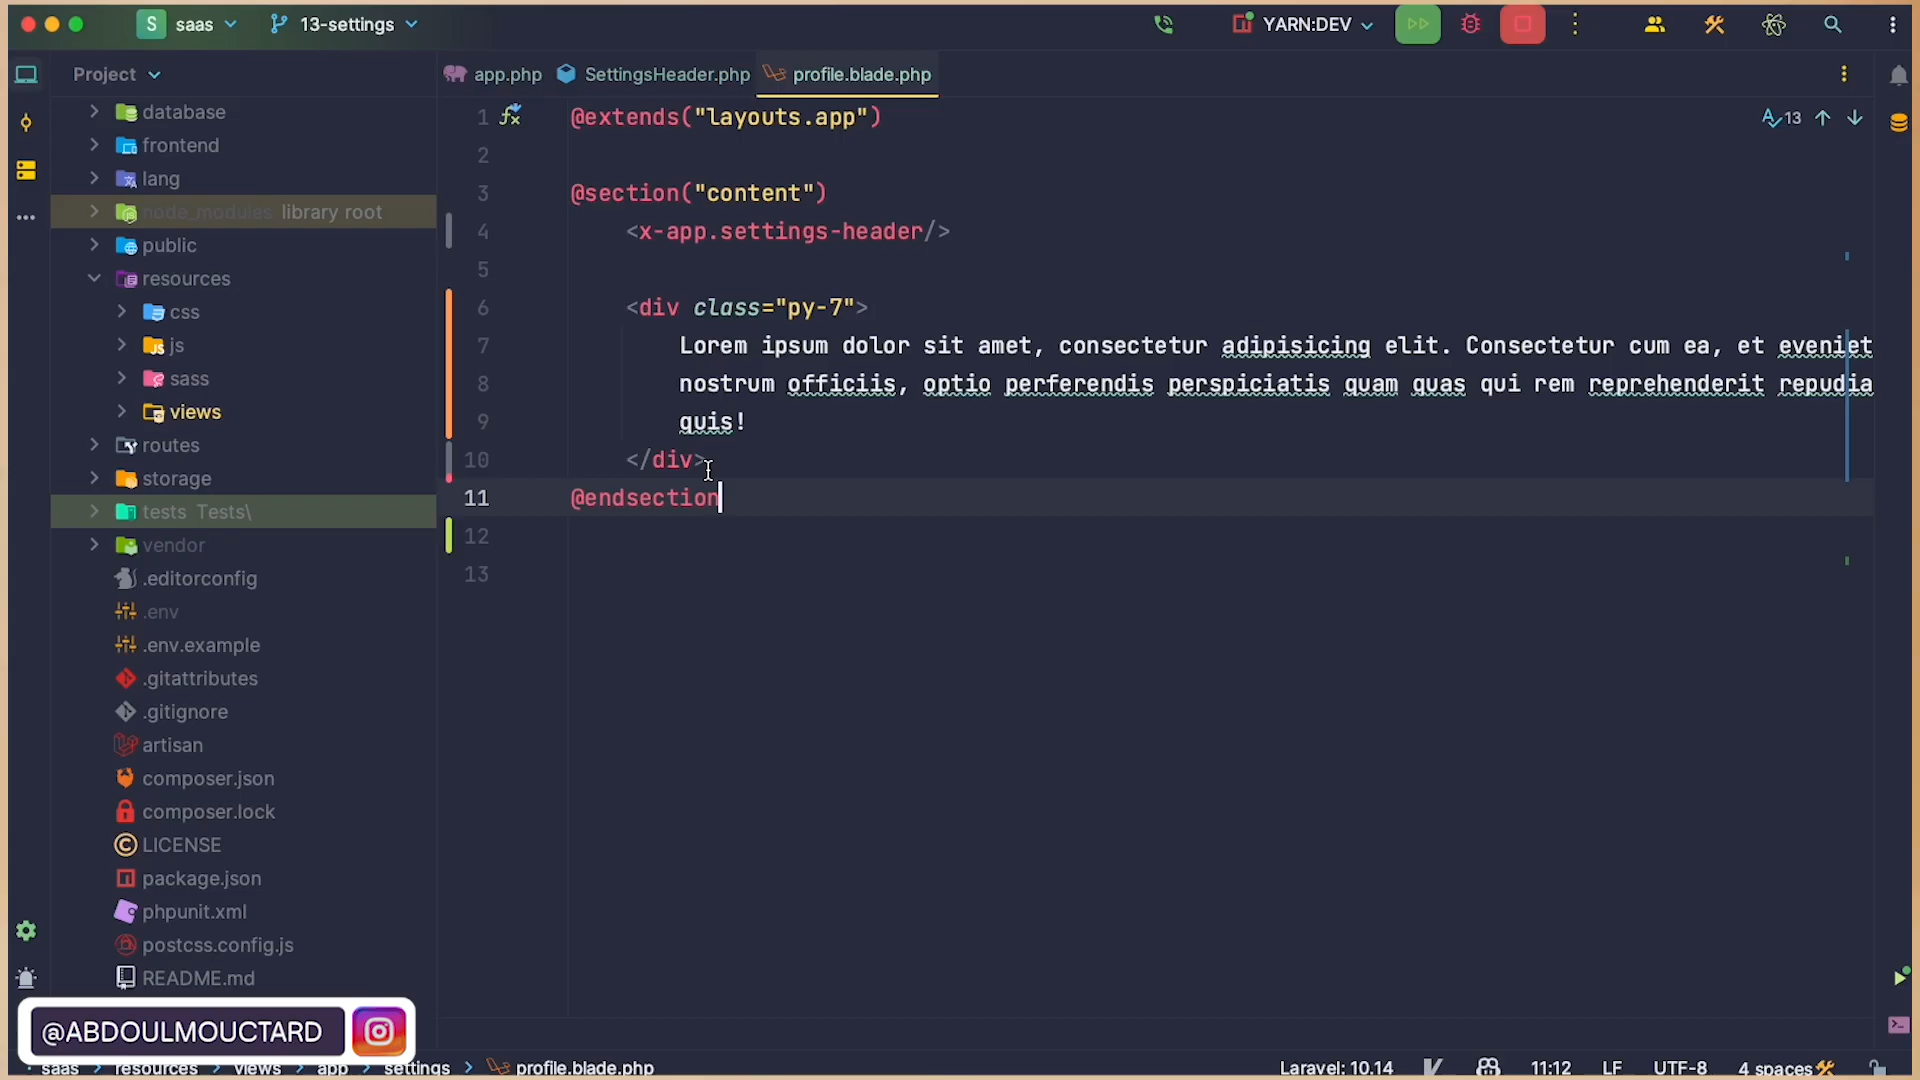 S saas 13-settings YARN:DEV
Project app.php SettingsHeader.php profile.blade.php
database
frontend
lang
node_modules library root
public
resources
css
js
sass
views
routes
storage
tests Tests\
vendor
.editorconfig
.env
.env.example
.gitattributes
.gitignore
artisan
composer.json
composer.lock
LICENSE
package.json
phpunit.xml
postcss.config.js
README.md
1 @extends("layouts.app") 13
2
3 @section("content")
4 <x-app.settings-header/>
5
6 <div class="py-7">
7 Lorem ipsum dolor sit amet, consectetur adipisicing elit. Consectetur cum ea, et eveniet
8 nostrum officiis, optio perferendis perspiciatis quam quas qui rem reprehenderit repudia
9 quis!
10 </div>
11 @endsection
12
13
@ABDOULMOUCTARD
saas > resources > views > app > settings > profile.blade.php Laravel: 10.14 11:12 LF UTF-8 4 spaces